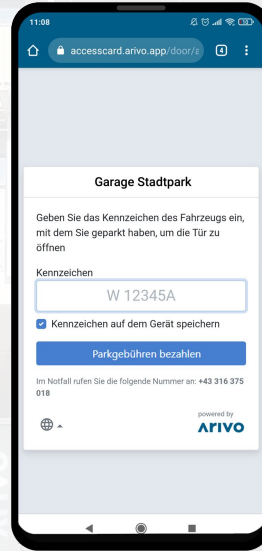 11:08
accesscard.arivo.app/door/
4
Garage Stadtpark
Geben Sie das Kennzeichen des Fahrzeugs ein,
mit dem Sie geparkt haben, um die Tür zu
öffnen
Kennzeichen
W 12345A
Kennzeichen auf dem Gerät speichern
Parkgebühren bezahlen
Im Notfall rufen Sie die folgende Nummer an: +43 316 375
018
powered by
ARIVO